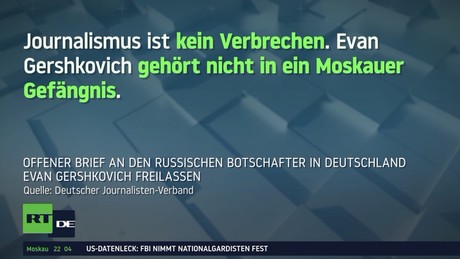 Journalismus ist kein Verbrechen. Evan
Gershkovich gehört nicht in ein Moskauer
Gefängnis.
OFFENER BRIEF AN DEN RUSSISCHEN BOTSCHAFTER IN DEUTSCHLAND
EVAN GERSHKOVICH FREILASSEN
Quelle: Deutscher Journalisten-Verband
RT DE
Moskau 22 04 US-DATENLECK: FBI NIMMT NATIONALGARDISTEN FEST